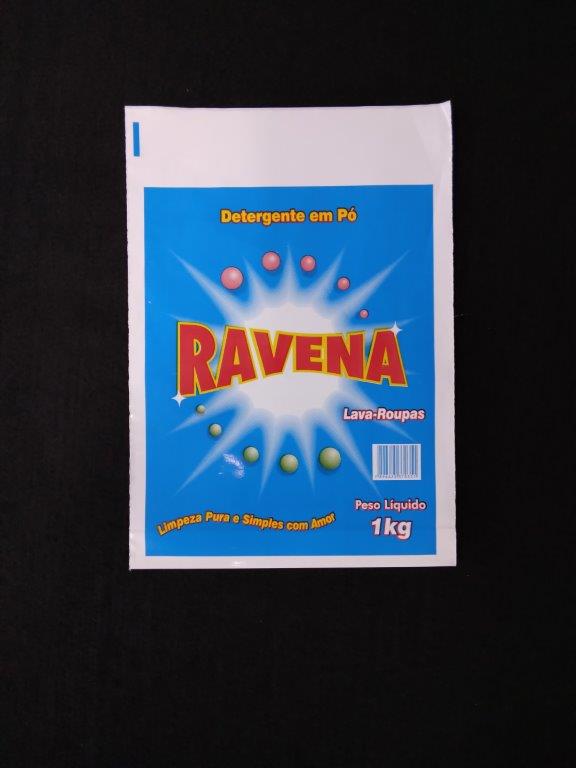 Detergente em Pó
RAVENA
Lava-Roupas
Peso Líquido
1kg
Limpeza Pura e Simples com Amor